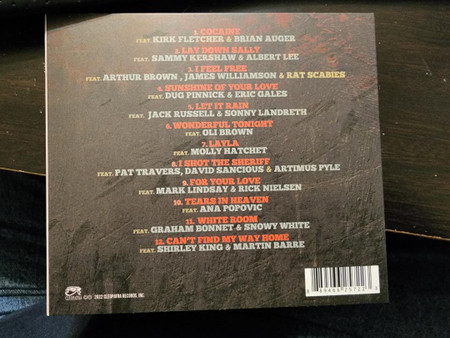 1. COCAINE
FEAT. KIRK FLETCHER & BRIAN AUGER
2. LAY DOWN SALLY
FEAT. SAMMY KERSHAW & ALBERT LEE
3. I FEEL FREE
FEAT. ARTHUR BROWN , JAMES WILLIAMSON & RAT SCABIES
4. SUNSHINE OF YOUR LOVE
FEAT. DUG PINNICK & ERIC GALES
5. LET IT RAIN
FEAT. JACK RUSSELL & SONNY LANDRETH
6. WONDERFUL TONIGHT
FEAT. OLI BROWN
7. LAYLA
FEAT. MOLLY HATCHET
8. I SHOT THE SHERIFF
FEAT. PAT TRAVERS, DAVID SANCIOUS & ARTIMUS PYLE
9. FOR YOUR LOVE
FEAT. MARK LINDSAY & RICK NIELSEN
10. TEARS IN HEAVEN
FEAT. ANA POPOVIC
11. WHITE ROOM
FEAT. GRAHAM BONNET & SNOWY WHITE
12. CAN'T FIND MY WAY HOME
FEAT. SHIRLEY KING & MARTIN BARRE
2022 CLEOPATRA RECORDS, INC.